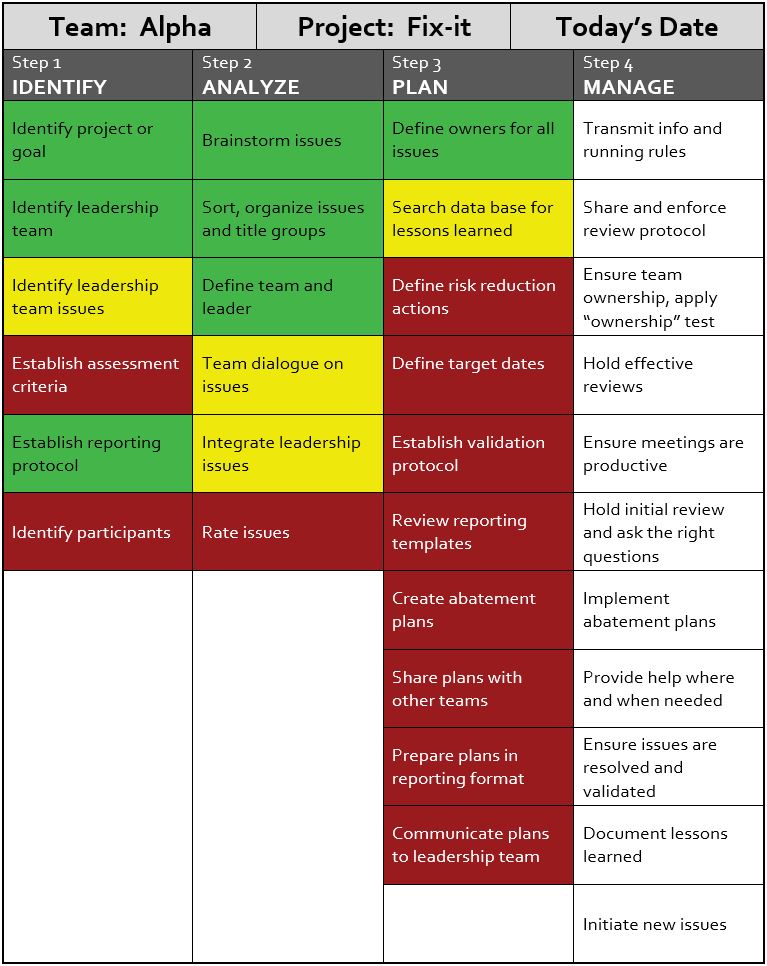 Team:  Alpha
Project:  Fix-it
Today’s Date
Step 1
IDENTIFY
Step 2
ANALYZE
Step 3
PLAN
Step 4
MANAGE
Identify project or
goal
Brainstorm issues
Define owners for all
issues
Transmit info and
running rules
Identify leadership
team
Sort, organize issues
and title groups
Search data base for
lessons learned
Share and enforce
review protocol
Identify leadership
team issues
Define team and
leader
Define risk reduction
actions
Ensure team
ownership, apply
“ownership” test
Establish assessment
criteria
Team dialogue on
issues
Define target dates
Hold effective
reviews
Establish reporting
protocol
Integrate leadership
issues
Establish validation
protocol
Ensure meetings are
productive
Identify participants
Rate issues
Review reporting
templates
Hold initial review
and ask the right
questions
Create abatement
plans
Implement
abatement plans
Share plans with
other teams
Provide help where
and when needed
Prepare plans in
reporting format
Ensure issues are
resolved and
validated
Communicate plans
to leadership team
Document lessons
learned
Initiate new issues